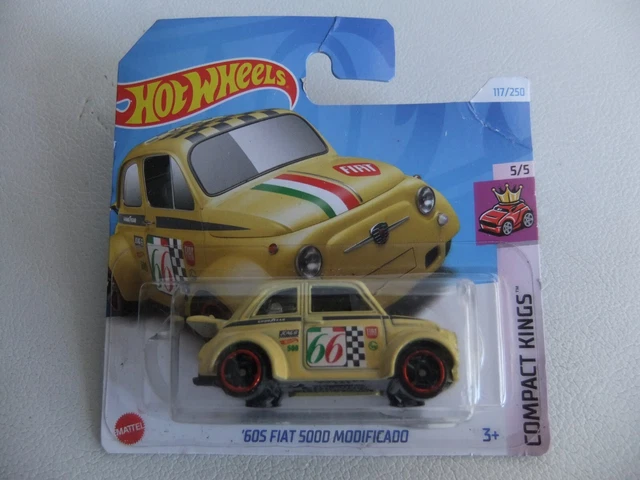 HOT WHEELS
117/250
5/5
FIAT
66
66
COMPACT KINGS™
MATTEL
'60S FIAT 500D MODIFICADO
3+